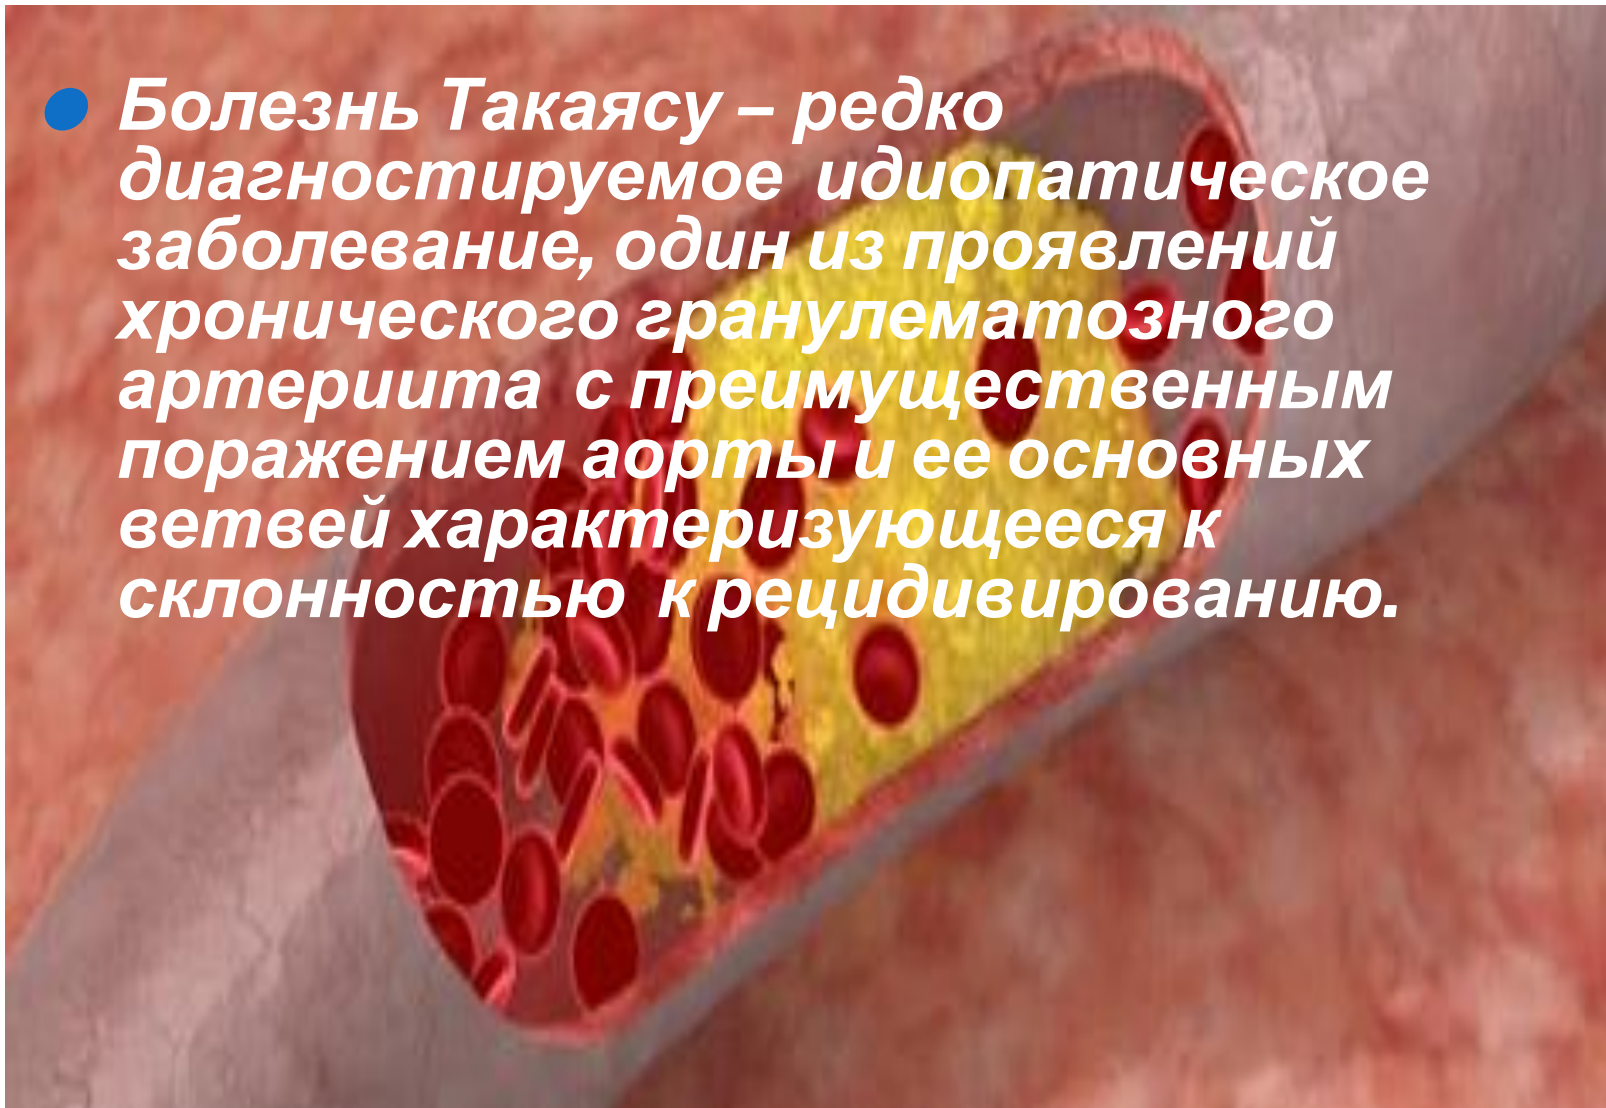 Болезнь Такаясу – редко
диагностируемое идиопатическое
заболевание, один из проявлений
хронического гранулематозного
артериита с преимущественным
поражением аорты и ее основных
ветвей характеризующееся к
склонностью к рецидивированию.